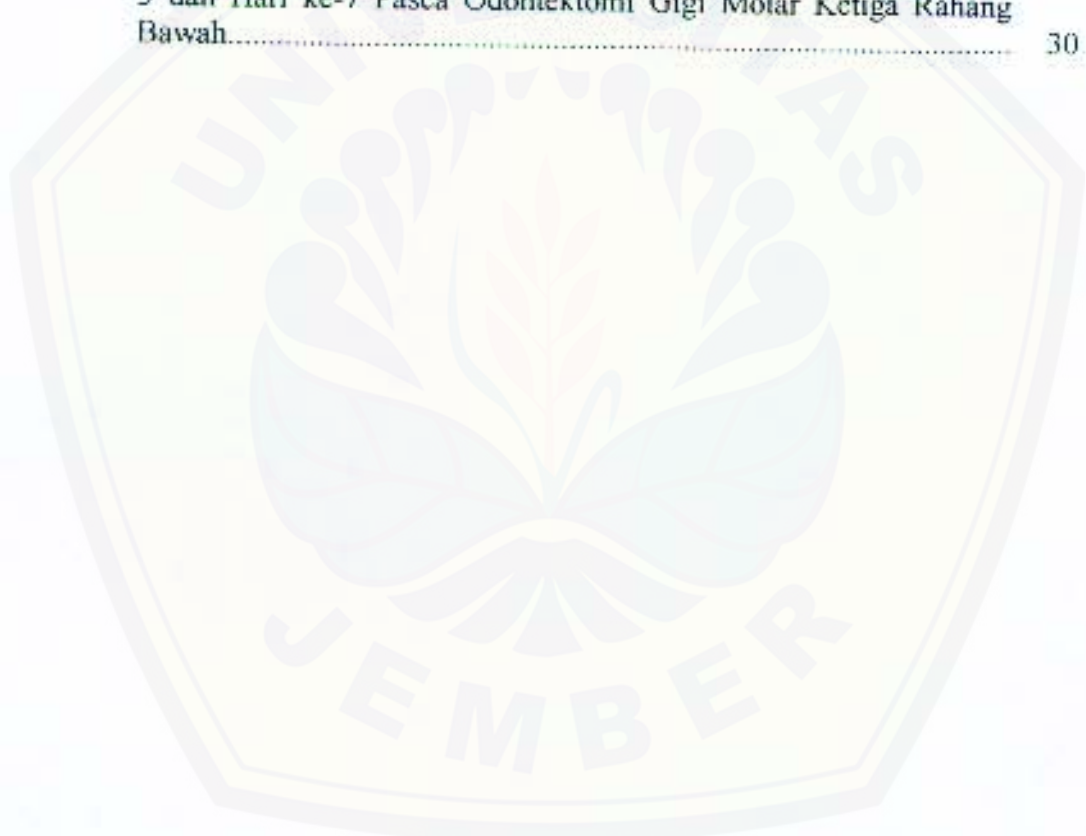 3 dan Hari ke-7 Pasca Odontektomi Gigi Molar Ketiga Rahang
Bawah........................................................................................................ 30
UNIVERSITAS
JEMBER